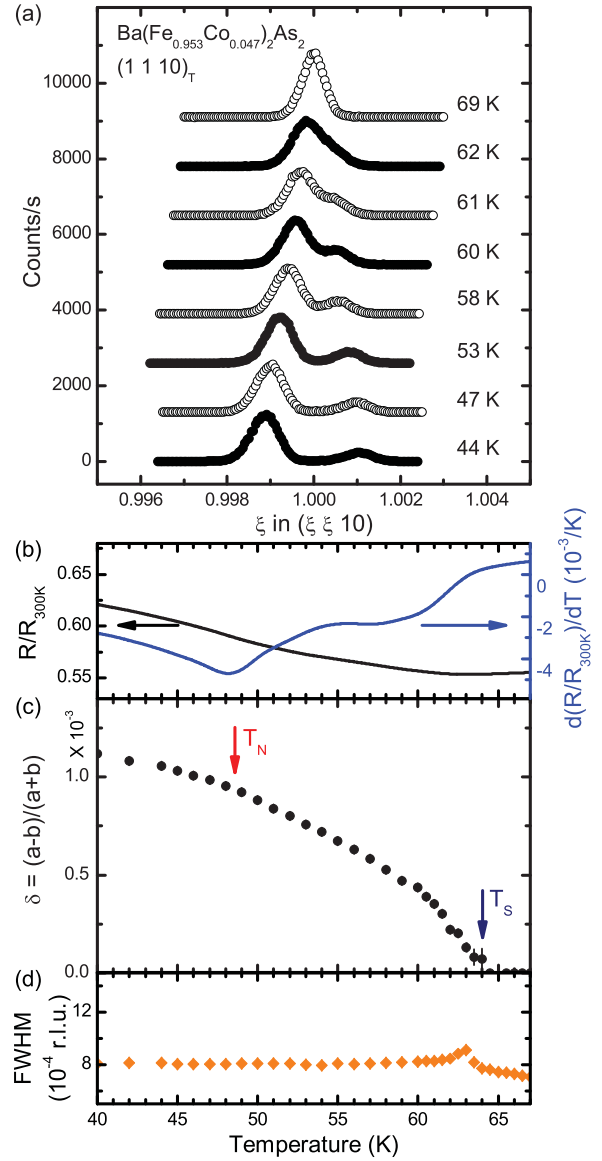 (a)
Ba(Fe0.953Co0.047)2As2
(1 1 10)T
10000
8000
6000
4000
2000
0
Counts/s
69 K
62 K
61 K
60 K
58 K
53 K
47 K
44 K
0.996 0.998 1.000 1.002 1.004
ξ in (ξ ξ 10)
(b)
0.65
0.60
0.55
R/R300K
0
-2
-4
d(R/R300K)/dT (10-3/K)
(c)
X 10-3
1.0
0.5
0.0
δ = (a-b)/(a+b)
TN
TS
(d)
12
8
FWHM
(10-4 r.l.u.)
40 45 50 55 60 65
Temperature (K)